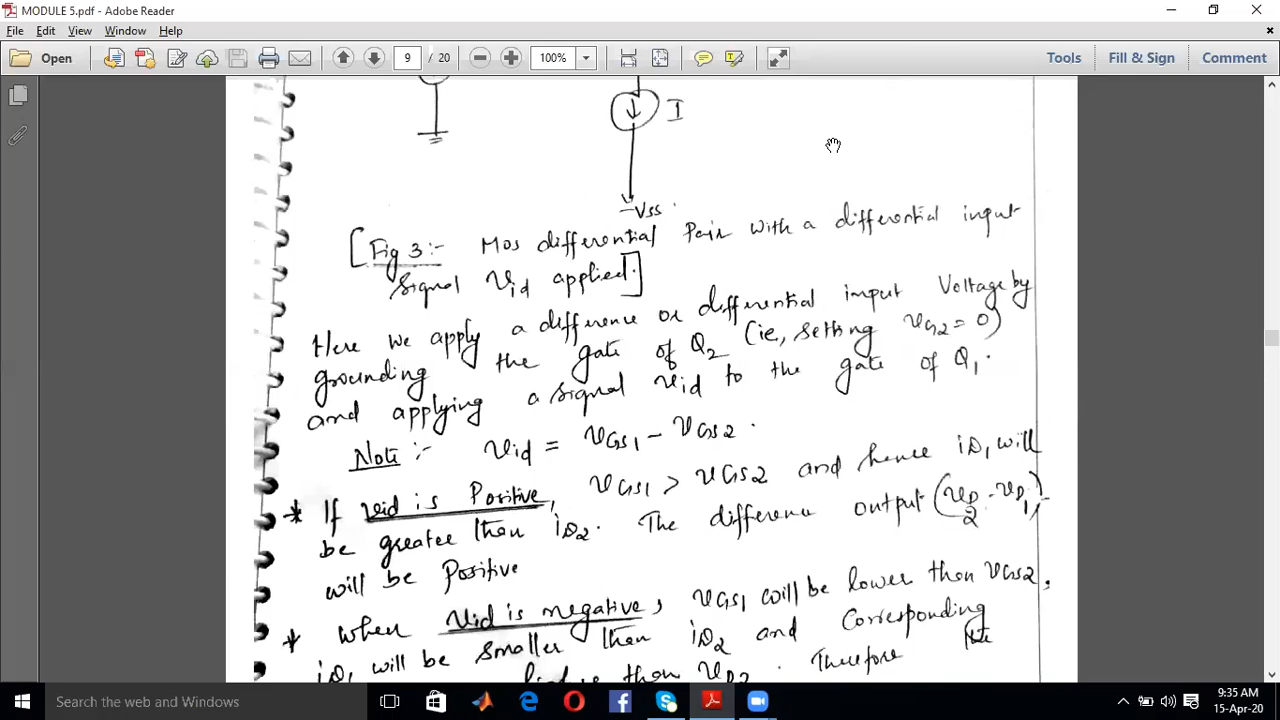 MODULE 5.pdf - Adobe Reader
File Edit View Window Help
Open 9 / 20 100% Tools Fill & Sign Comment
I
-Vss
[Fig 3:- Mos differential Pair with a differential input
signal Vid applied.]
Here we apply a difference or differential input Voltage by
grounding the gate of Q2 (ie., setting VG2 = 0)
and applying a signal Vid to the gate of Q1.
Note :- Vid = VGS1 - VGS2.
* If Vid is Positive, VGS1 > VGS2 and hence iD1 will
be greater than iD2. The difference output (VD2 - VD1)
will be Positive
* when Vid is negative, VGS1 will be lower than VGS2,
iD1 will be smaller than iD2 and Corresponding
than VD2. Therefore the
Search the web and Windows
9:35 AM
15-Apr-20